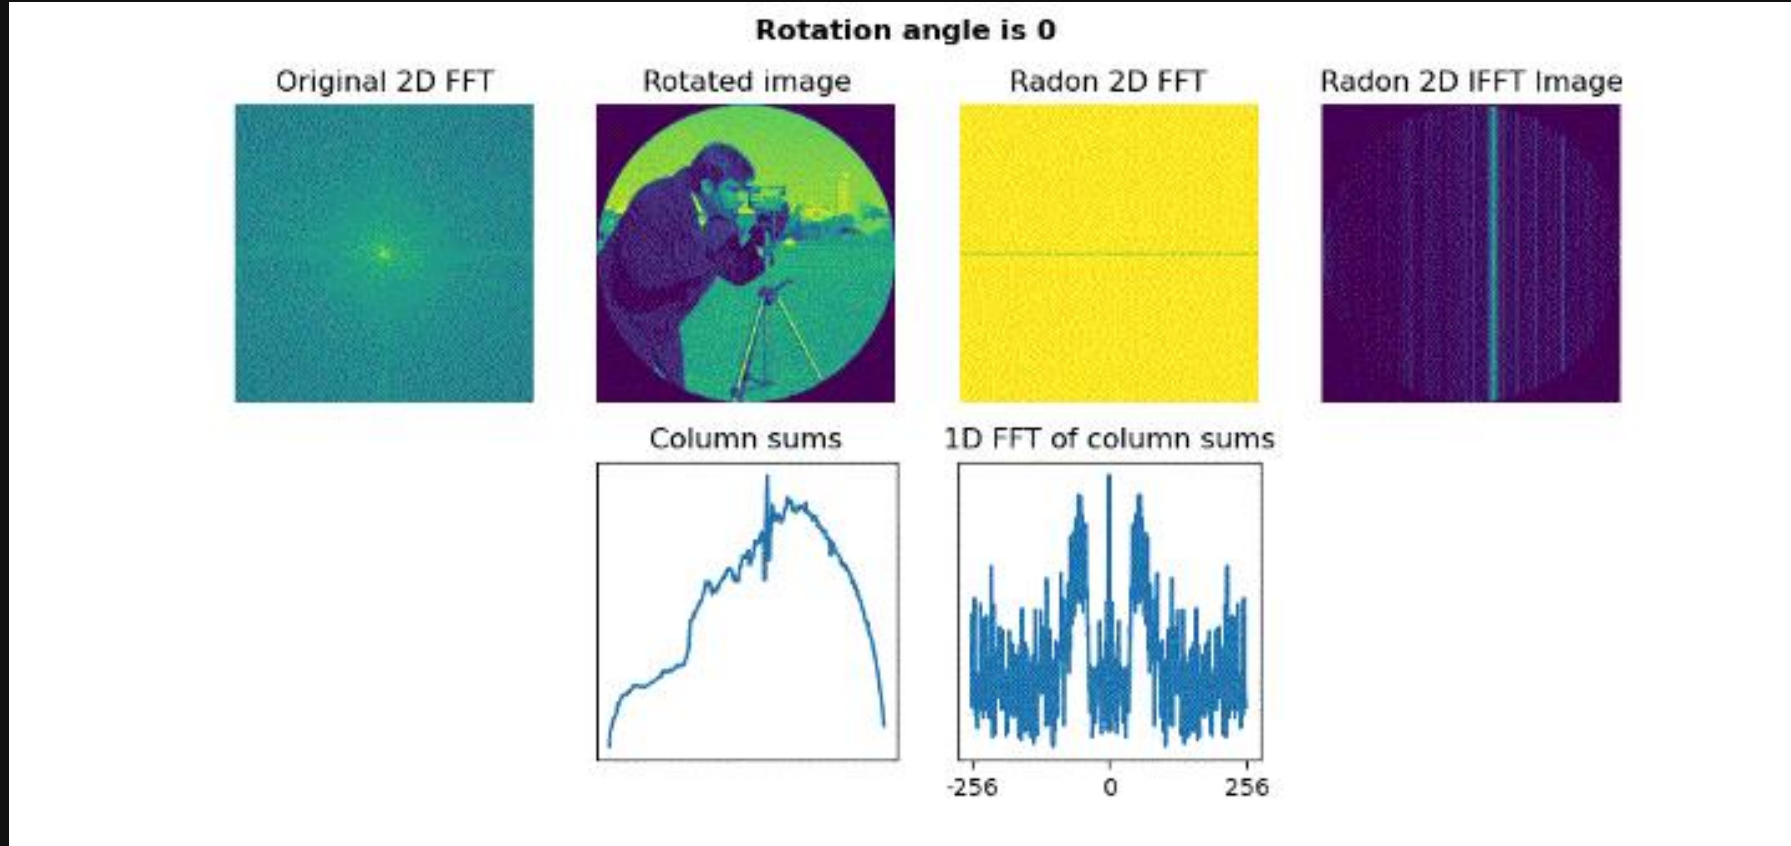 Rotation angle is 0
Original 2D FFT
Rotated image
Radon 2D FFT
Radon 2D IFFT Image
Column sums
1D FFT of column sums
-256
0
256